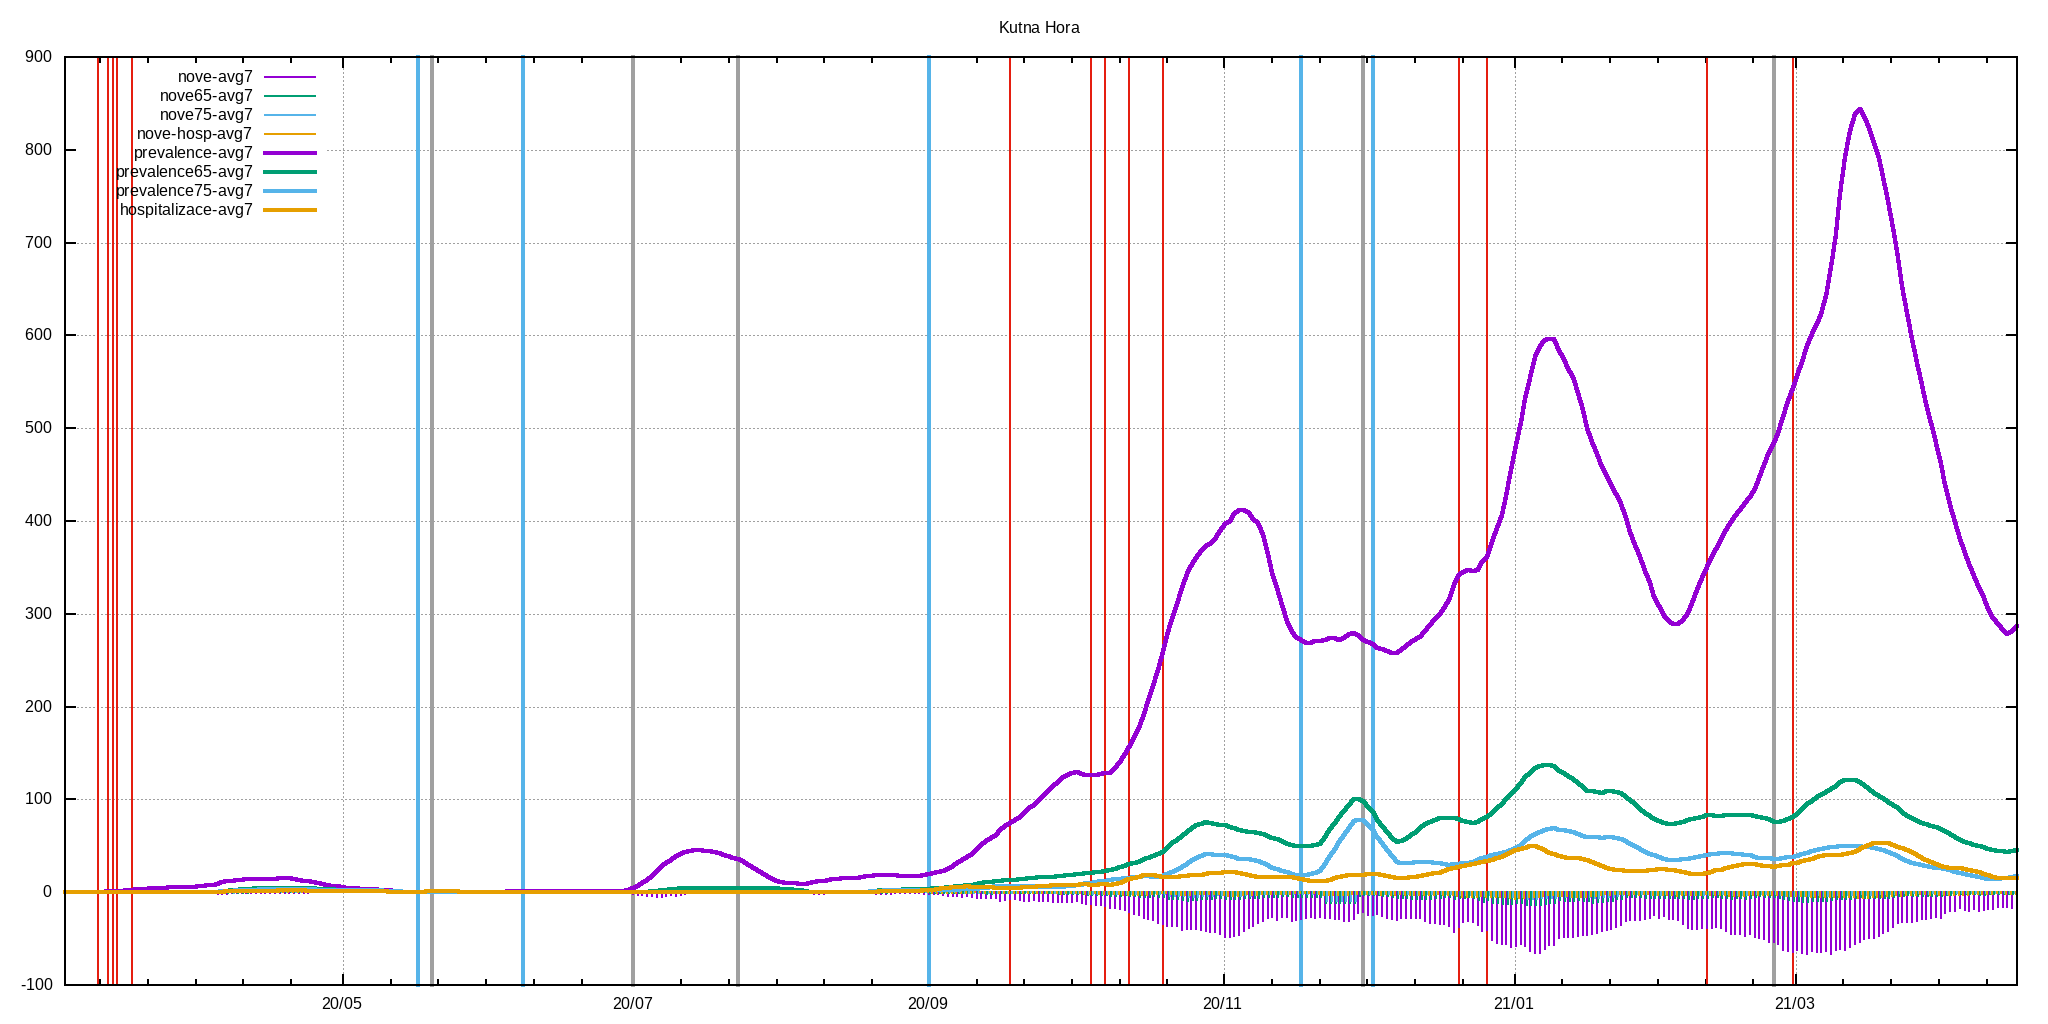 Kutna Hora
900
800
700
600
500
400
300
200
100
0
-100
nove-avg7
nove65-avg7
nove75-avg7
nove-hosp-avg7
prevalence-avg7
prevalence65-avg7
prevalence75-avg7
hospitalizace-avg7
20/05 20/07 20/09 20/11 21/01 21/03